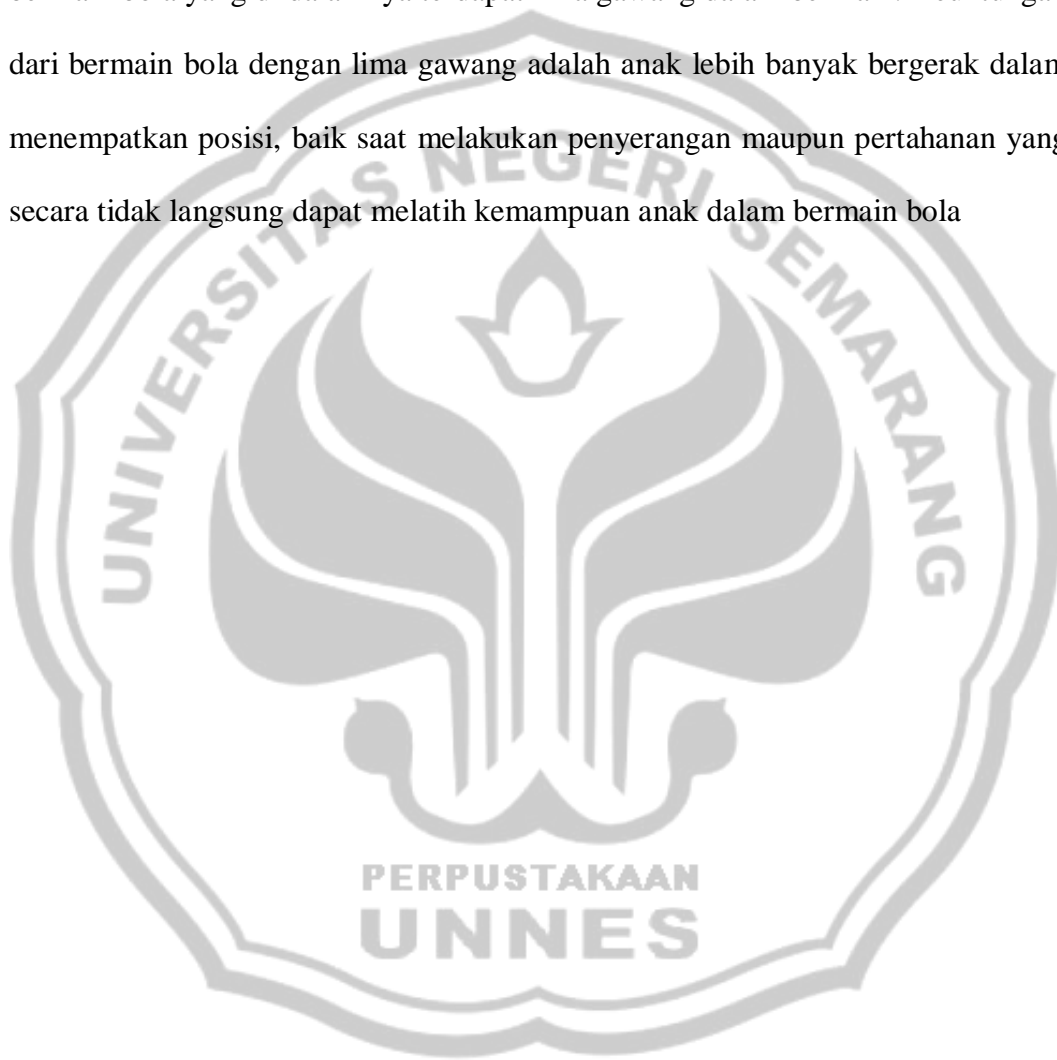 dari bermain bola dengan lima gawang adalah anak lebih banyak bergerak dalam
menempatkan posisi, baik saat melakukan penyerangan maupun pertahanan yang
secara tidak langsung dapat melatih kemampuan anak dalam bermain bola
UNIVERSITAS NEGERI SEMARANG
PERPUSTAKAAN
UNNES